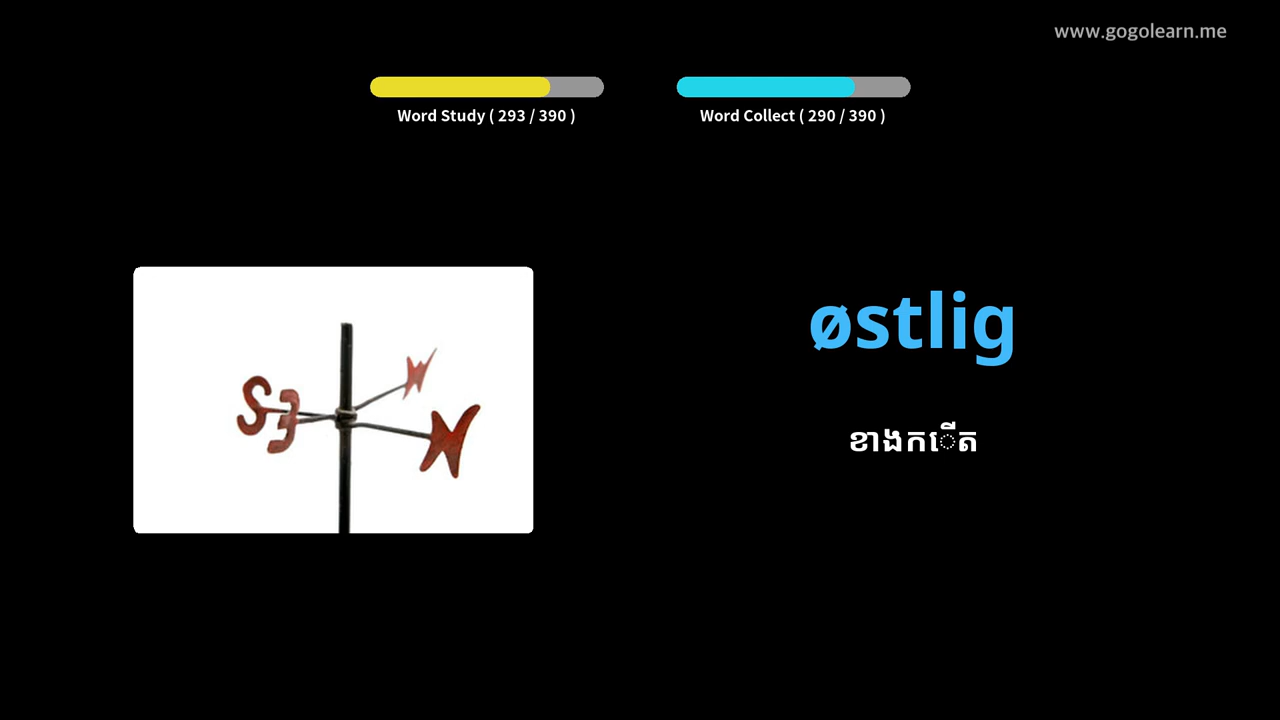 www.gogolearn.me
Word Study ( 293 / 390 )
Word Collect ( 290 / 390 )
østlig
ខាងកើត
S E N